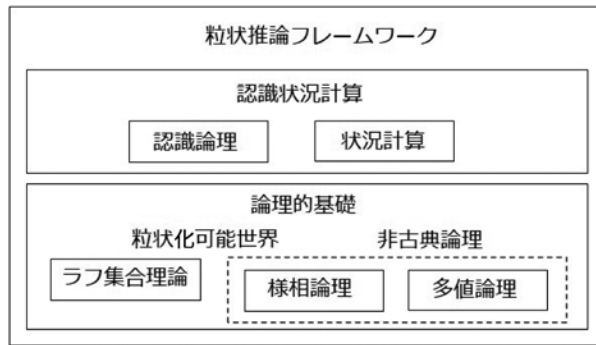 粒状推論フレームワーク
認識状況計算
認識論理 状況計算
論理的基礎
粒状化可能世界 非古典論理
ラフ集合理論 様相論理 多値論理